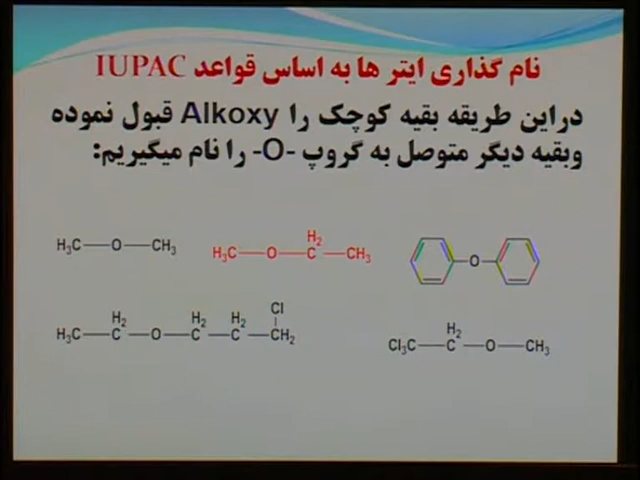 نام گذاری ایتر ها به اساس قواعد IUPAC
دراین طریقه بقیه کوچک را Alkoxy قبول نموده
وبقیه دیگر متوصل به گروپ -O- را نام میگیریم:
H₃C—O—CH₃
H₃C—O—CH₂—CH₃
O
H₃C—CH₂—O—CH₂—CH₂—CH₂Cl
Cl₃C—CH₂—O—CH₃